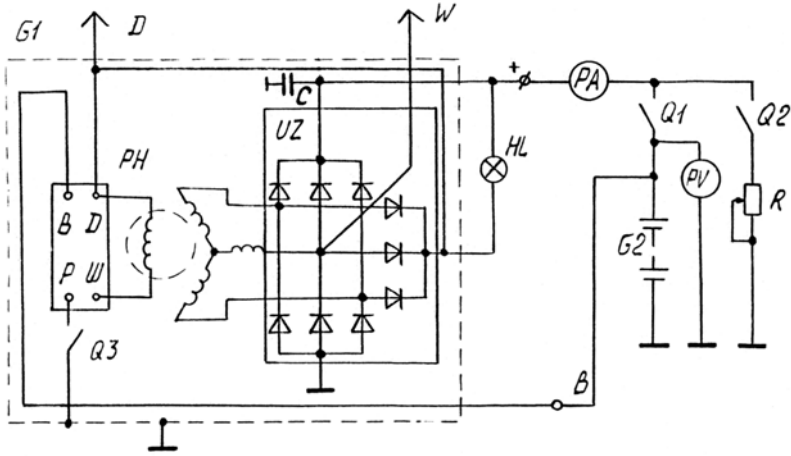 G1 D W
+ PA
C
UZ Q1 Q2
HL
PH
PV R
B D
G2
P W
Q3
B